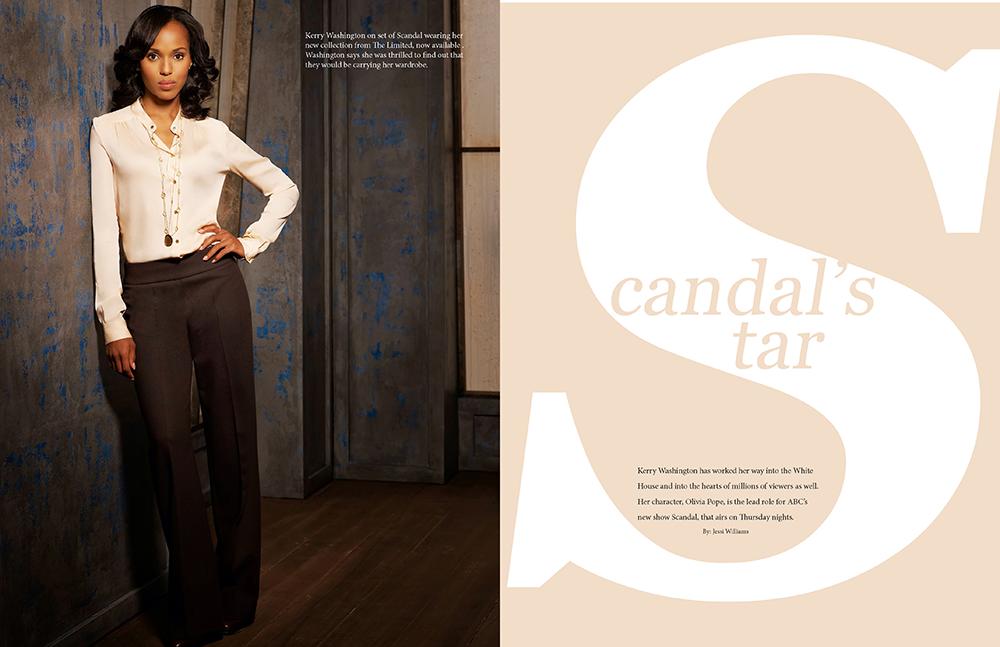 Kerry Washington on set of Scandal wearing her
new collection from The Limited, now available .
Washington says she was thrilled to find out that
they would be carrying her wardrobe.
S
candal's
tar
Kerry Washington has worked her way into the White
House and into the hearts of millions of viewers as well.
Her character, Olivia Pope, is the lead role for ABC's
new show Scandal, that airs on Thursday nights.
By: Jessi Williams